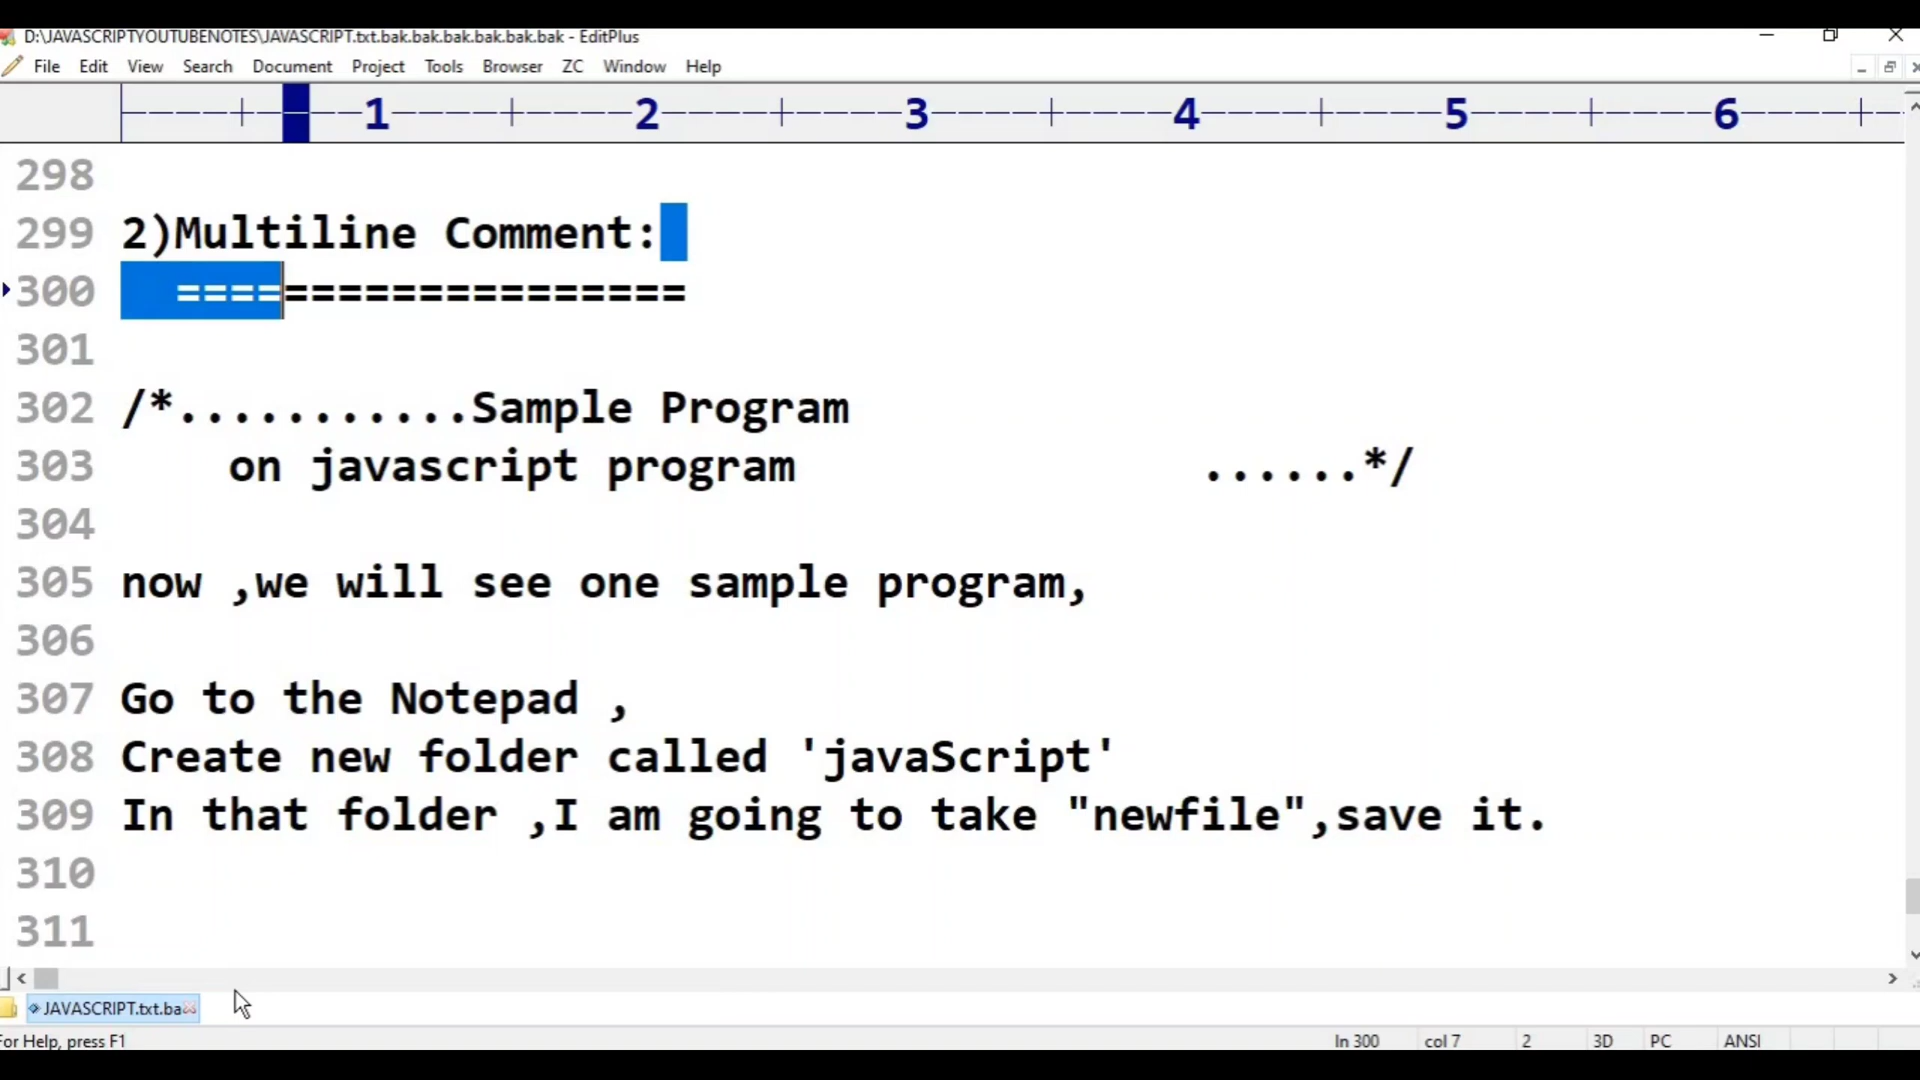 D:\JAVASCRIPTYOUTUBENOTES\JAVASCRIPT.txt.bak.bak.bak.bak.bak.bak - EditPlus
File Edit View Search Document Project Tools Browser ZC Window Help
1 2 3 4 5 6
298
299 2)Multiline Comment:
300 ===================
301
302 /*...........Sample Program
303 on javascript program ......*/
304
305 now ,we will see one sample program,
306
307 Go to the Notepad ,
308 Create new folder called 'javaScript'
309 In that folder ,I am going to take "newfile",save it.
310
311
JAVASCRIPT.txt.ba
For Help, press F1 ln 300 col 7 2 3D PC ANSI